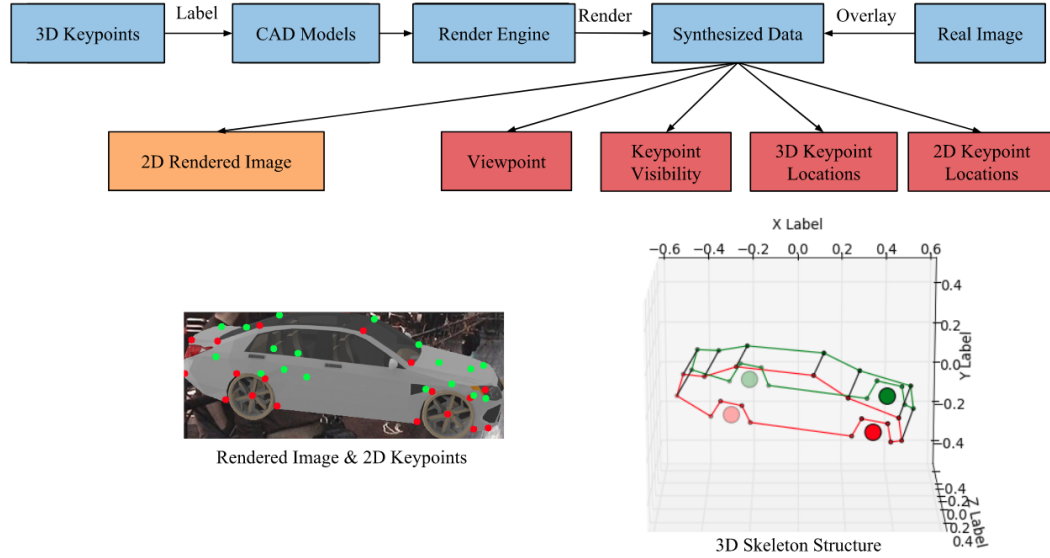 Label
Render
Overlay
3D Keypoints
CAD Models
Render Engine
Synthesized Data
Real Image
2D Rendered Image
Viewpoint
Keypoint
Visibility
3D Keypoint
Locations
2D Keypoint
Locations
X Label
−0.6 −0.4 −0.2 0.0 0.2 0.4 0.6
0.4
0.2
0.0
−0.2
−0.4
Y Label
−0.4
−0.2
0.0
0.2
0.4
Z Label
Rendered Image & 2D Keypoints
3D Skeleton Structure